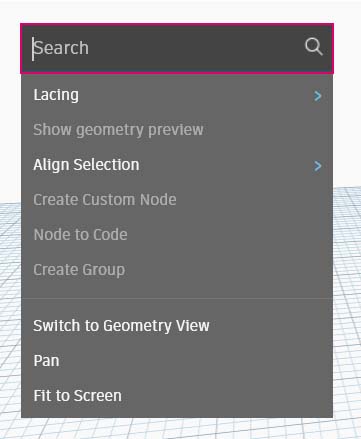 Search
Lacing
Show geometry preview
Align Selection
Create Custom Node
Node to Code
Create Group
Switch to Geometry View
Pan
Fit to Screen